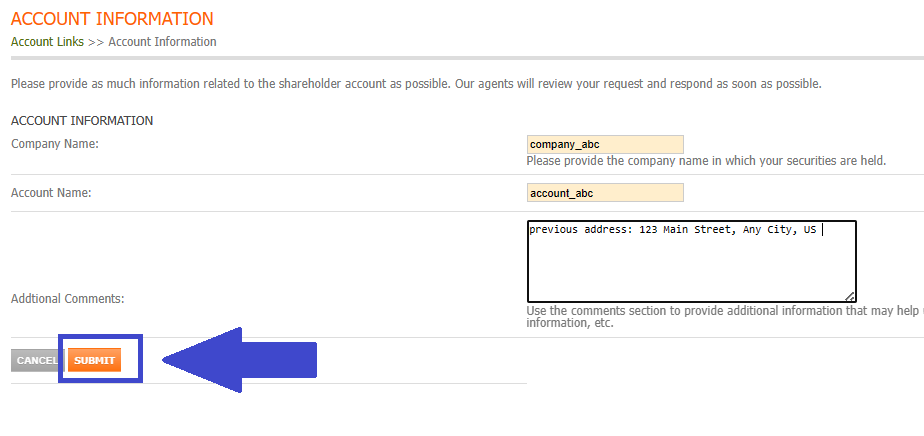 ACCOUNT INFORMATION
Account Links >> Account Information
Please provide as much information related to the shareholder account as possible. Our agents will review your request and respond as soon as possible.
ACCOUNT INFORMATION
Company Name:
company_abc
Please provide the company name in which your securities are held.
Account Name:
account_abc
previous address: 123 Main Street, Any City, US
Addtional Comments:
Use the comments section to provide additional information that may help
information, etc.
CANCEL SUBMIT